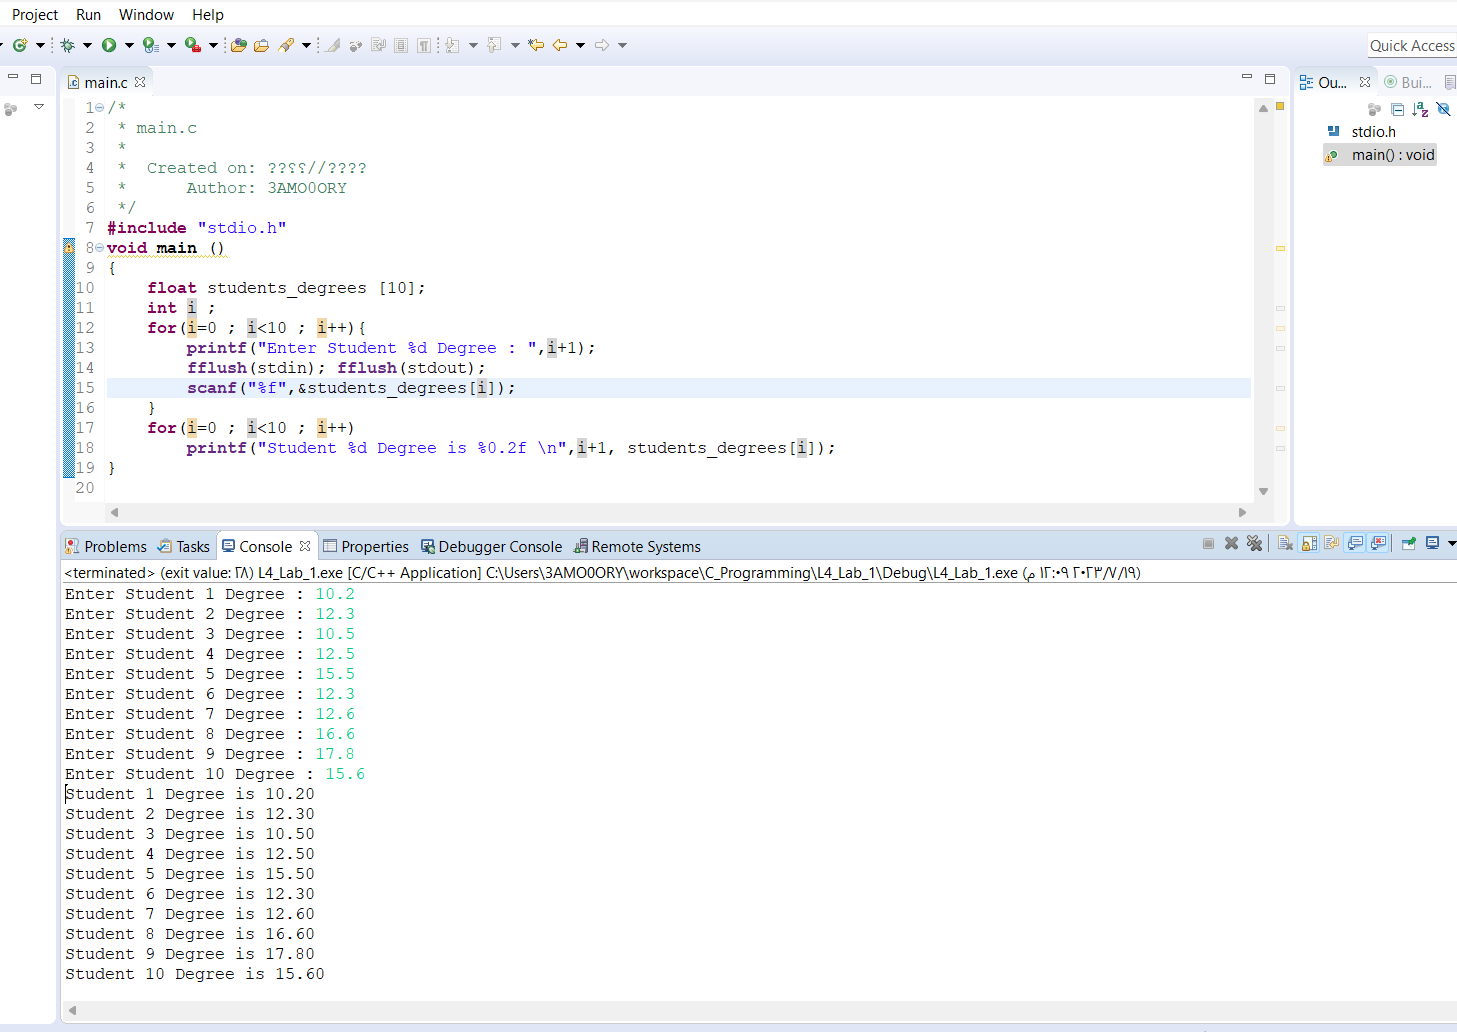 Project Run Window Help
Quick Access
main.c
Ou...
Bui...
stdio.h
main() : void
1 /*
2  * main.c
3  *
4  *  Created on: ??؟؟//????
5  *      Author: 3AMO0ORY
6  */
7 #include "stdio.h"
8 void main ()
9 {
10     float students_degrees [10];
11     int i ;
12     for(i=0 ; i<10 ; i++){
13         printf("Enter Student %d Degree : ",i+1);
14         fflush(stdin); fflush(stdout);
15         scanf("%f",&students_degrees[i]);
16     }
17     for(i=0 ; i<10 ; i++)
18         printf("Student %d Degree is %0.2f \n",i+1, students_degrees[i]);
19 }
20
Problems Tasks Console Properties Debugger Console Remote Systems
<terminated> (exit value: ٢٨) L4_Lab_1.exe [C/C++ Application] C:\Users\3AMO0ORY\workspace\C_Programming\L4_Lab_1\Debug\L4_Lab_1.exe (٢٠٢٣/٧/١٩ ١٢:٠٩ م)
Enter Student 1 Degree : 10.2
Enter Student 2 Degree : 12.3
Enter Student 3 Degree : 10.5
Enter Student 4 Degree : 12.5
Enter Student 5 Degree : 15.5
Enter Student 6 Degree : 12.3
Enter Student 7 Degree : 12.6
Enter Student 8 Degree : 16.6
Enter Student 9 Degree : 17.8
Enter Student 10 Degree : 15.6
Student 1 Degree is 10.20
Student 2 Degree is 12.30
Student 3 Degree is 10.50
Student 4 Degree is 12.50
Student 5 Degree is 15.50
Student 6 Degree is 12.30
Student 7 Degree is 12.60
Student 8 Degree is 16.60
Student 9 Degree is 17.80
Student 10 Degree is 15.60